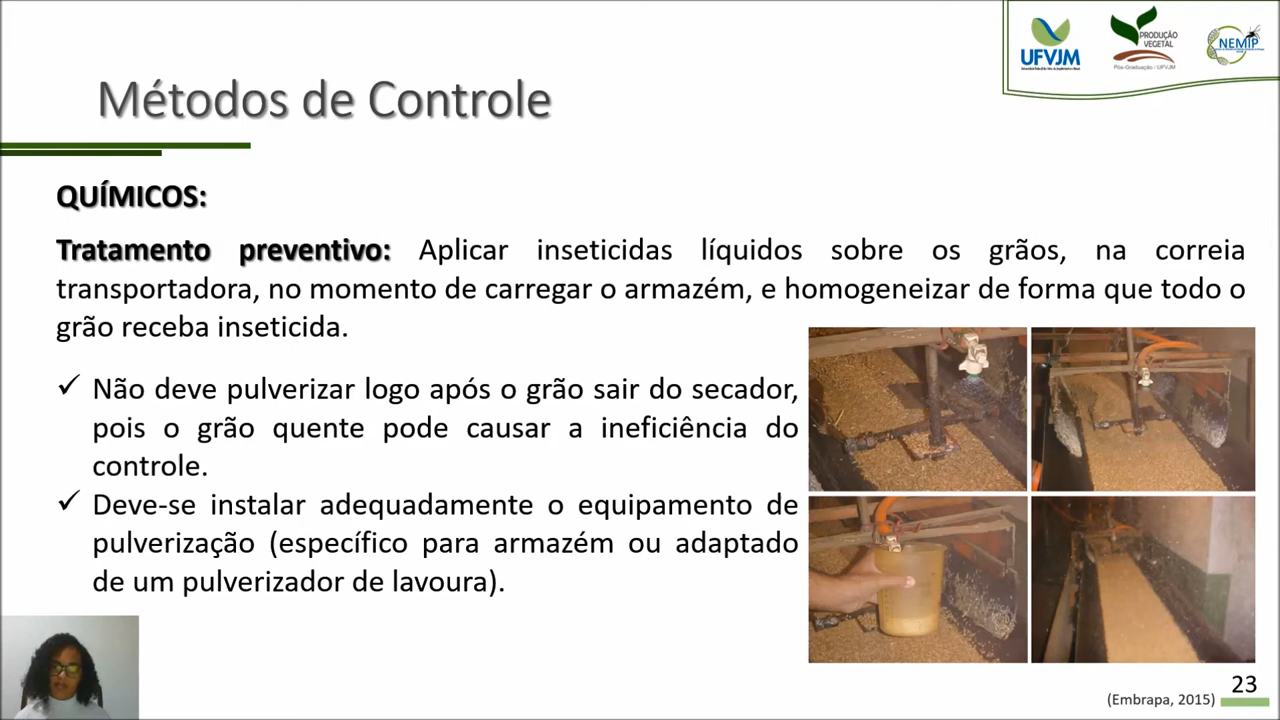 UFVJM
PRODUÇÃO
VEGETAL
Pós-Graduação / UFVJM
NEMIP
Métodos de Controle
QUÍMICOS:
Tratamento preventivo: Aplicar inseticidas líquidos sobre os grãos, na correia
transportadora, no momento de carregar o armazém, e homogeneizar de forma que todo o
grão receba inseticida.
✓ Não deve pulverizar logo após o grão sair do secador,
pois o grão quente pode causar a ineficiência do
controle.
✓ Deve-se instalar adequadamente o equipamento de
pulverização (específico para armazém ou adaptado
de um pulverizador de lavoura).
23
(Embrapa, 2015)